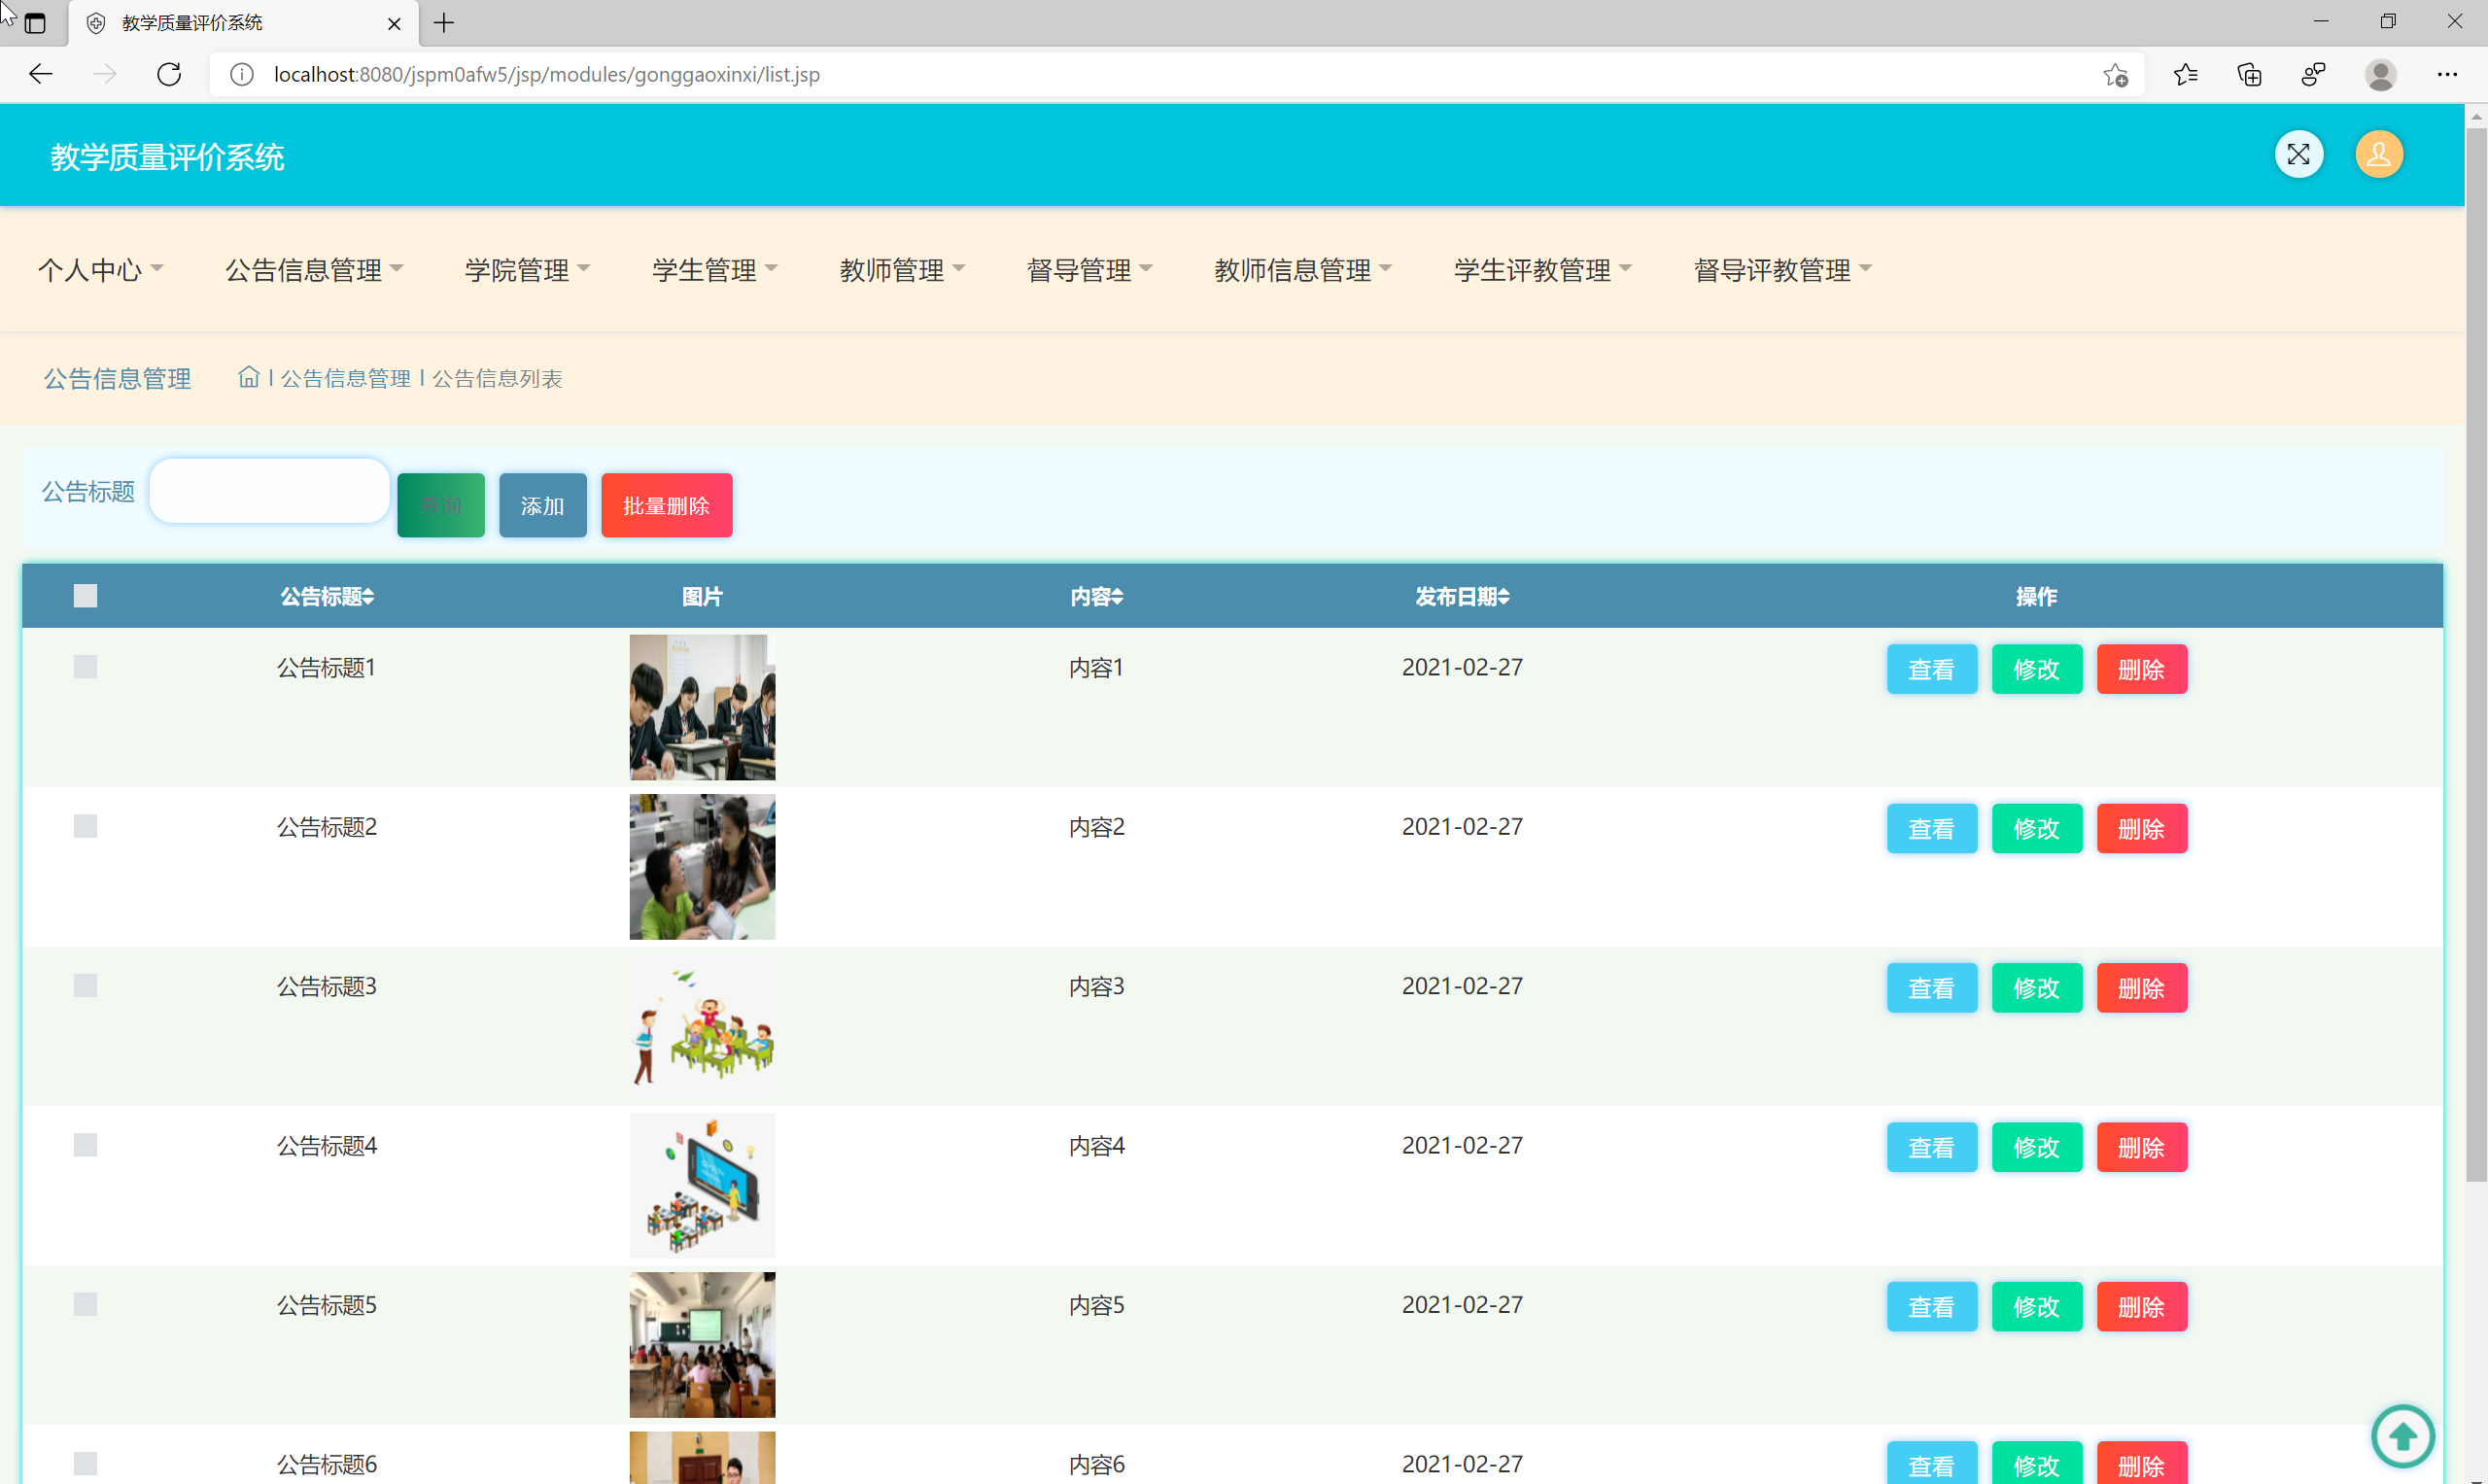 教学质量评价系统
localhost:8080/jspm0afw5/jsp/modules/gonggaoxinxi/list.jsp
教学质量评价系统
个人中心 公告信息管理 学院管理 学生管理 教师管理 督导管理 教师信息管理 学生评教管理 督导评教管理
公告信息管理 公告信息管理 公告信息列表
公告标题 查询 添加 批量删除
公告标题 图片 内容 发布日期 操作
公告标题1 内容1 2021-02-27 查看 修改 删除
公告标题2 内容2 2021-02-27 查看 修改 删除
公告标题3 内容3 2021-02-27 查看 修改 删除
公告标题4 内容4 2021-02-27 查看 修改 删除
公告标题5 内容5 2021-02-27 查看 修改 删除
公告标题6 内容6 2021-02-27 查看 修改 删除